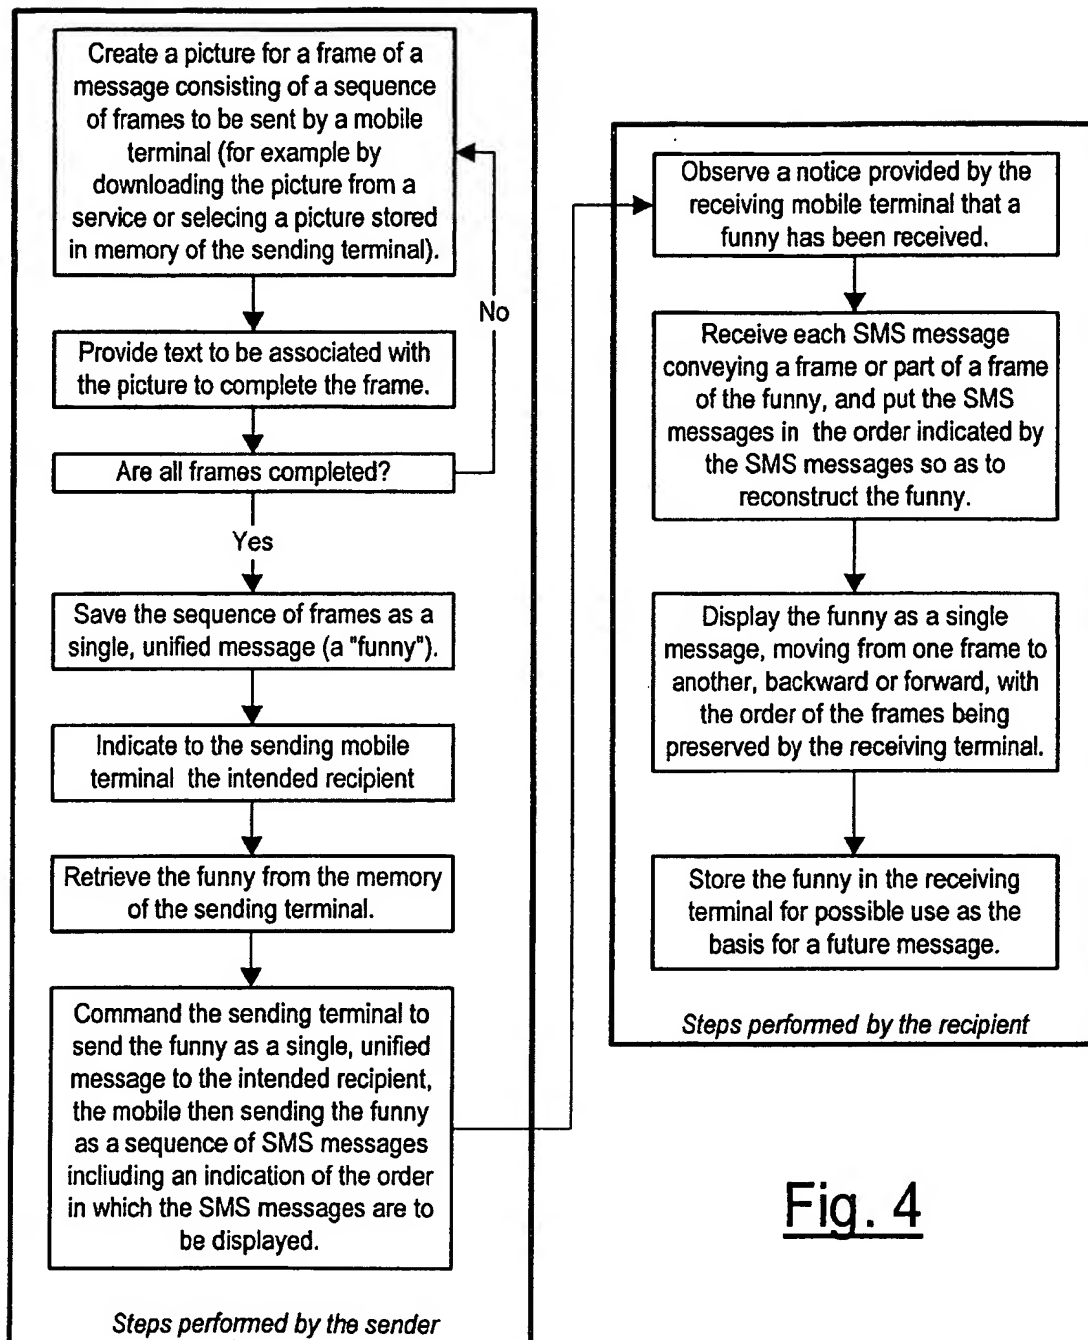 Create a picture for a frame of a
message consisting of a sequence
of frames to be sent by a mobile
terminal (for example by
downloading the picture from a
service or selecing a picture stored
in memory of the sending terminal).
No
Provide text to be associated with
the picture to complete the frame.
Are all frames completed?
Yes
Save the sequence of frames as a
single, unified message (a "funny").
Indicate to the sending mobile
terminal the intended recipient
Retrieve the funny from the memory
of the sending terminal.
Command the sending terminal to
send the funny as a single, unified
message to the intended recipient,
the mobile then sending the funny
as a sequence of SMS messages
incliuding an indication of the order
in which the SMS messages are to
be displayed.
Steps performed by the sender
Observe a notice provided by the
receiving mobile terminal that a
funny has been received.
Receive each SMS message
conveying a frame or part of a frame
of the funny, and put the SMS
messages in the order indicated by
the SMS messages so as to
reconstruct the funny.
Display the funny as a single
message, moving from one frame to
another, backward or forward, with
the order of the frames being
preserved by the receiving terminal.
Store the funny in the receiving
terminal for possible use as the
basis for a future message.
Steps performed by the recipient
Fig. 4